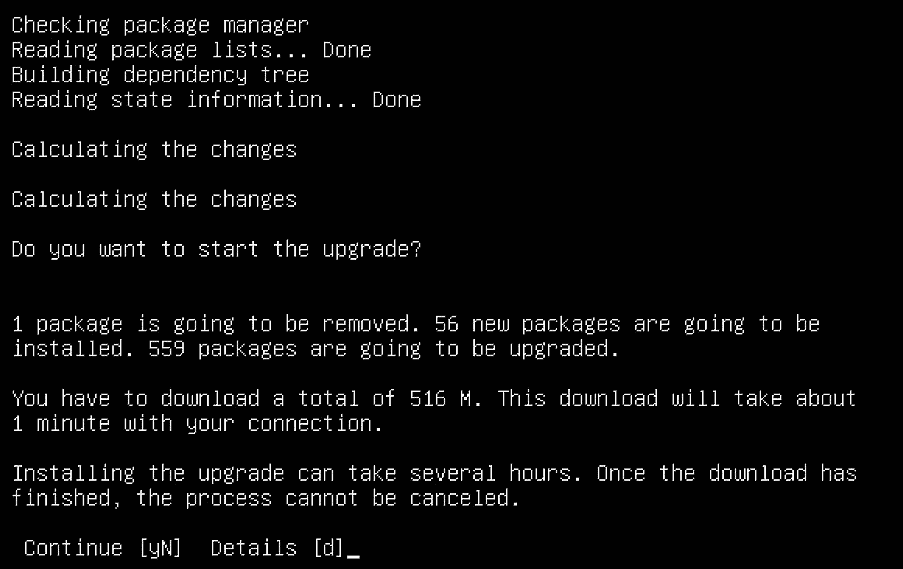 Checking package manager
Reading package lists... Done
Building dependency tree
Reading state information... Done
Calculating the changes
Calculating the changes
Do you want to start the upgrade?
1 package is going to be removed. 56 new packages are going to be
installed. 559 packages are going to be upgraded.
You have to download a total of 516 M. This download will take about
1 minute with your connection.
Installing the upgrade can take several hours. Once the download has
finished, the process cannot be canceled.
Continue [yN]  Details [d]_